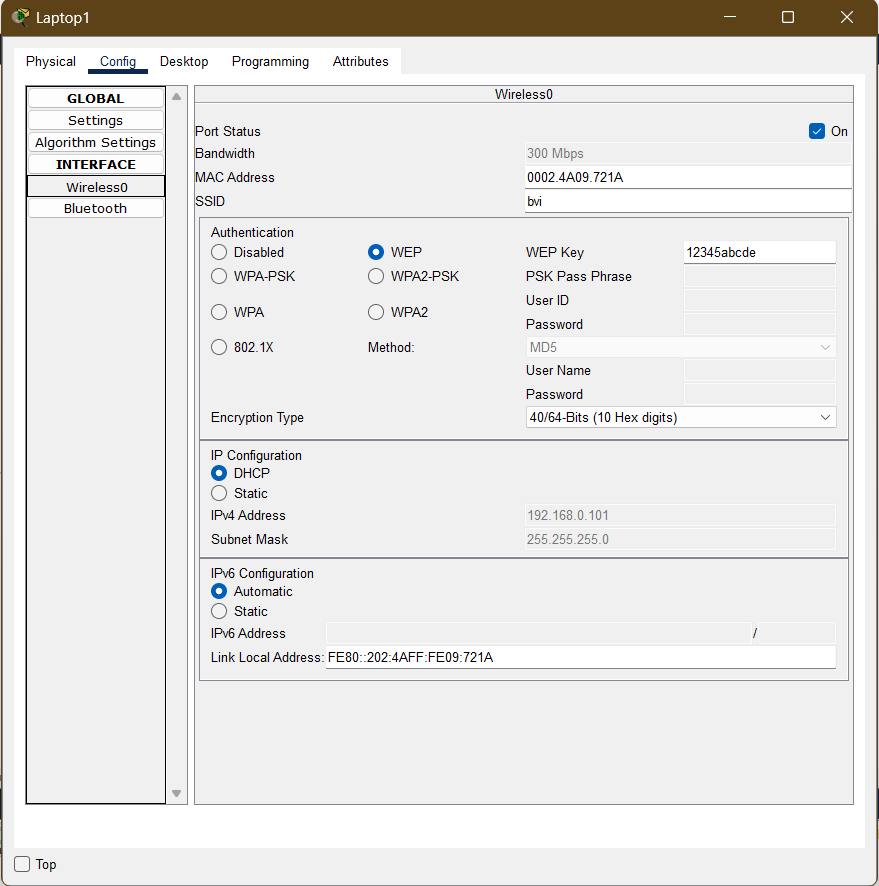 Laptop1
Physical Config Desktop Programming Attributes
GLOBAL
Settings
Algorithm Settings
INTERFACE
Wireless0
Bluetooth
Wireless0
Port Status On
Bandwidth 300 Mbps
MAC Address 0002.4A09.721A
SSID bvi
Authentication
Disabled WEP WEP Key 12345abcde
WPA-PSK WPA2-PSK PSK Pass Phrase
User ID
WPA WPA2
Password
802.1X Method: MD5
User Name
Password
Encryption Type 40/64-Bits (10 Hex digits)
IP Configuration
DHCP
Static
IPv4 Address 192.168.0.101
Subnet Mask 255.255.255.0
IPv6 Configuration
Automatic
Static
IPv6 Address /
Link Local Address: FE80::202:4AFF:FE09:721A
Top